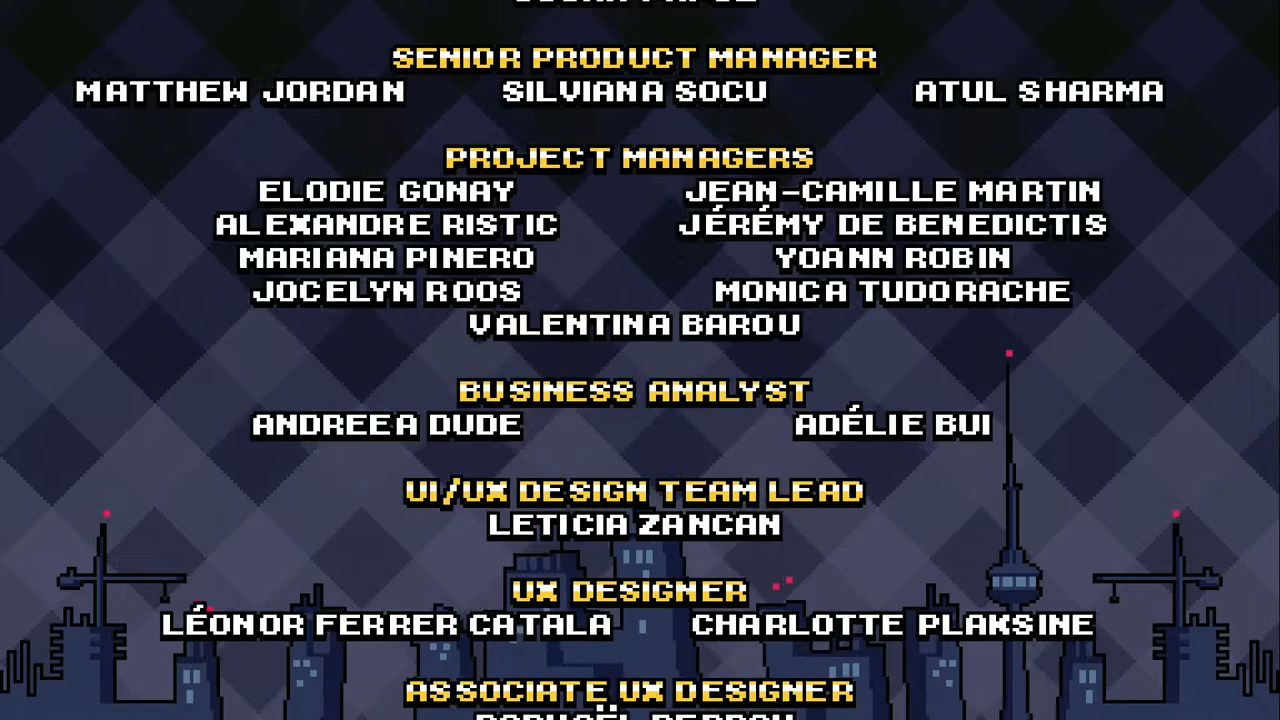 SENIOR PRODUCT MANAGER
MATTHEW JORDAN SILVIANA SOCU ATUL SHARMA
PROJECT MANAGERS
ELODIE GONAY JEAN-CAMILLE MARTIN
ALEXANDRE RISTIC JÉRÉMY DE BENEDICTIS
MARIANA PINERO YOANN ROBIN
JOCELYN ROOS MONICA TUDORACHE
VALENTINA BAROU
BUSINESS ANALYST
ANDREEA DUDE ADÉLIE BUI
UI/UX DESIGN TEAM LEAD
LETICIA ZANCAN
UX DESIGNER
LÉONOR FERRER CATALA CHARLOTTE PLAKSINE
ASSOCIATE UX DESIGNER